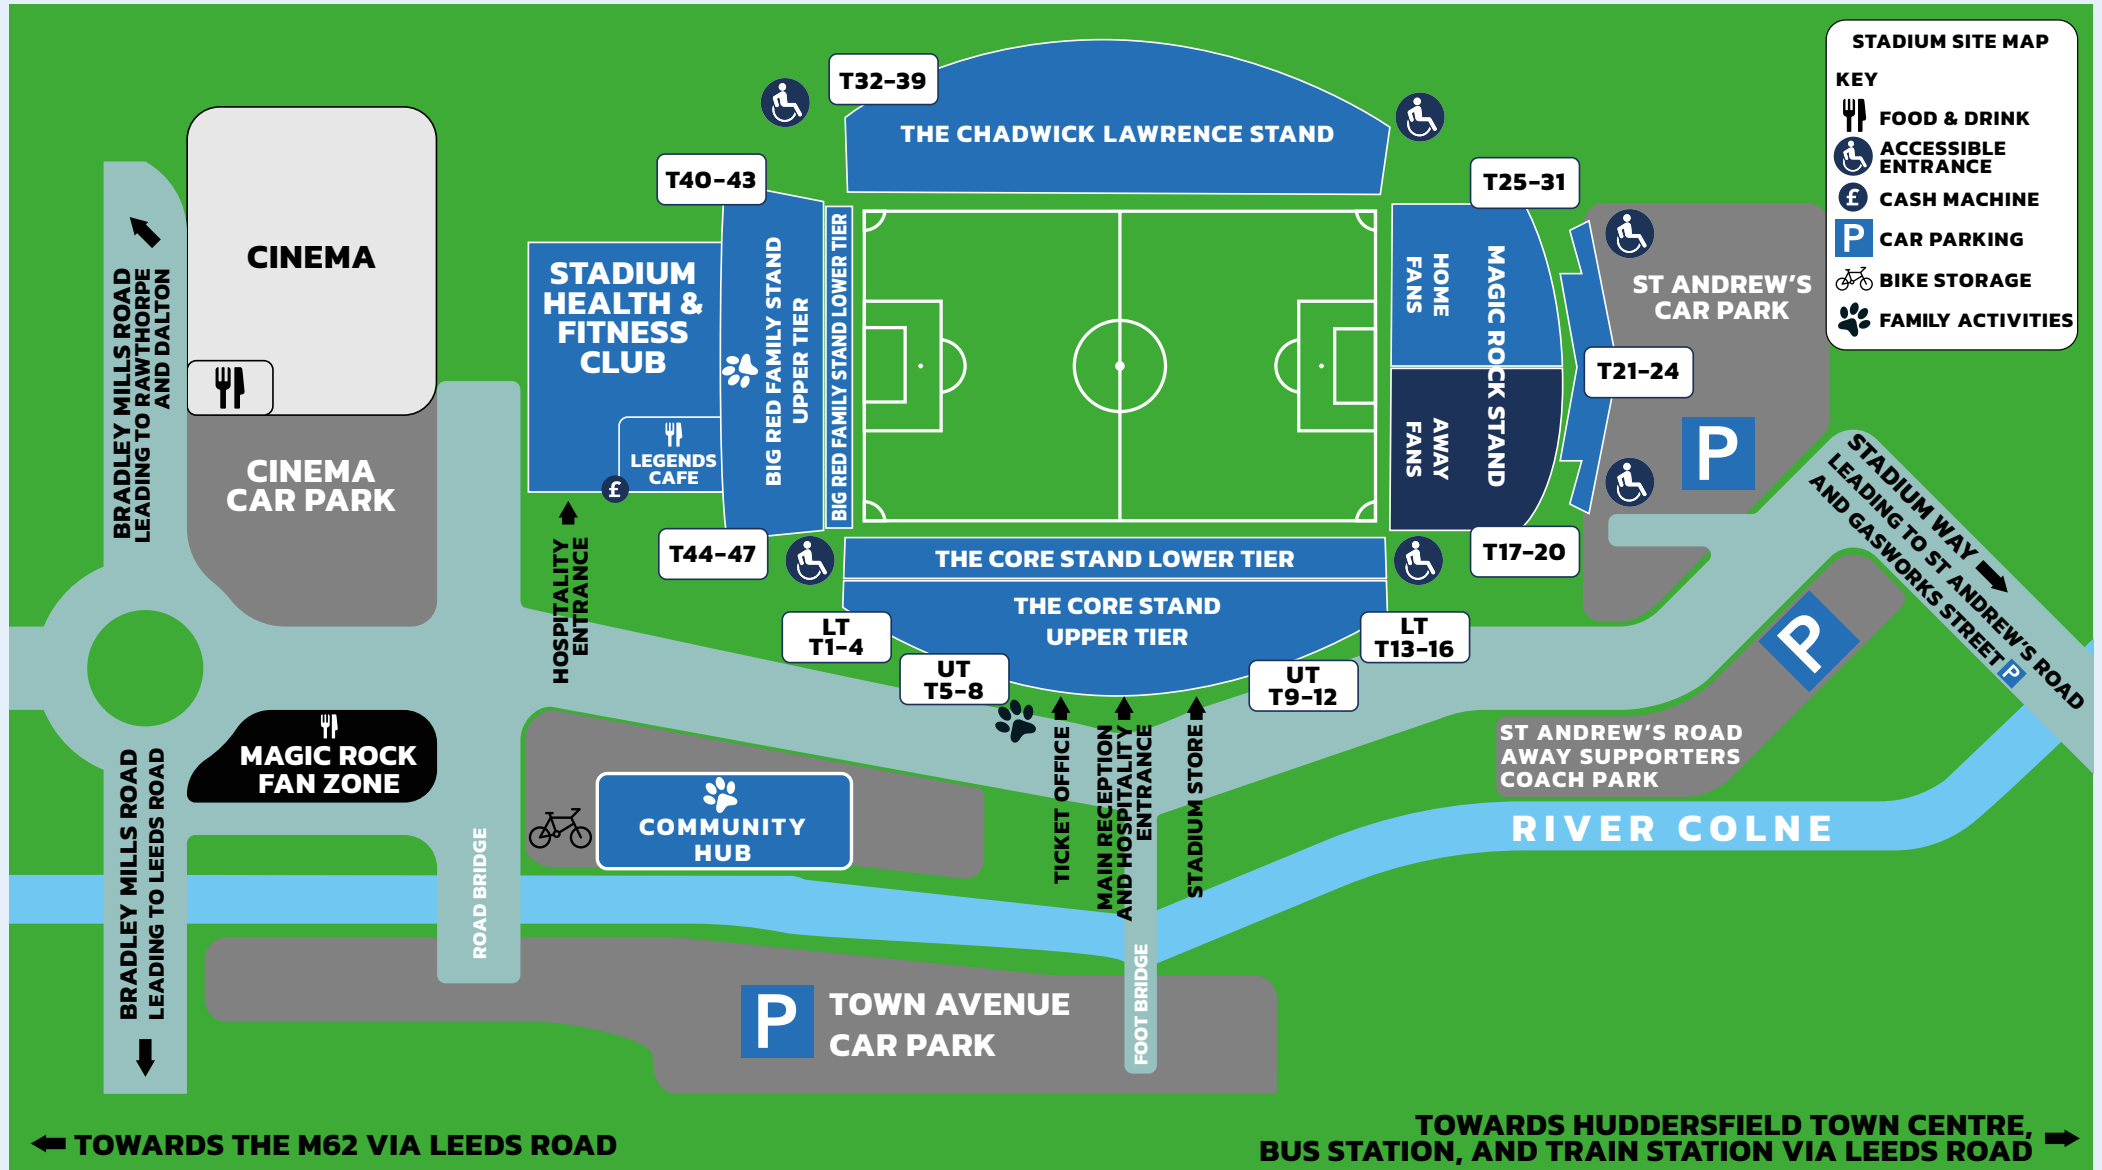 STADIUM SITE MAP
KEY
FOOD & DRINK
ACCESSIBLE
ENTRANCE
£
CASH MACHINE
P
CAR PARKING
BIKE STORAGE
FAMILY ACTIVITIES
T32-39
THE CHADWICK LAWRENCE STAND
T40-43
T25-31
CINEMA
BRADLEY MILLS ROAD
LEADING TO RAWTHORPE
AND DALTON
STADIUM
HEALTH &
FITNESS
CLUB
LEGENDS
CAFE
£
BIG RED FAMILY STAND
UPPER TIER
BIG RED FAMILY STAND LOWER TIER
HOME
FANS
MAGIC ROCK STAND
AWAY
FANS
ST ANDREW'S
CAR PARK
T21-24
P
CINEMA
CAR PARK
HOSPITALITY
ENTRANCE
T44-47
THE CORE STAND LOWER TIER
T17-20
THE CORE STAND
UPPER TIER
LT
T1-4
UT
T5-8
UT
T9-12
LT
T13-16
STADIUM WAY
LEADING TO ST ANDREW'S ROAD
AND GASWORKS STREET P
P
ST ANDREW'S ROAD
AWAY SUPPORTERS
COACH PARK
MAGIC ROCK
FAN ZONE
COMMUNITY
HUB
TICKET OFFICE
MAIN RECEPTION
AND HOSPITALITY
ENTRANCE
STADIUM STORE
RIVER COLNE
BRADLEY MILLS ROAD
LEADING TO LEEDS ROAD
ROAD BRIDGE
FOOT BRIDGE
P
TOWN AVENUE
CAR PARK
TOWARDS THE M62 VIA LEEDS ROAD
TOWARDS HUDDERSFIELD TOWN CENTRE,
BUS STATION, AND TRAIN STATION VIA LEEDS ROAD